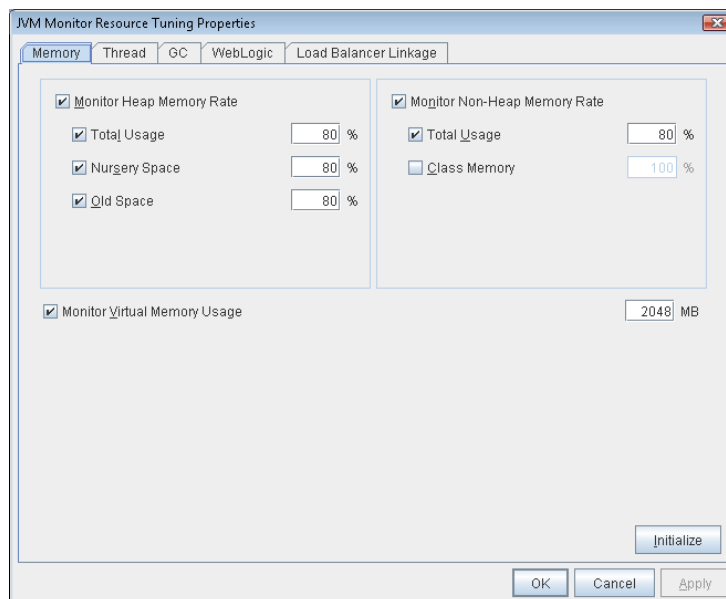 JVM Monitor Resource Tuning Properties
Memory Thread GC WebLogic Load Balancer Linkage
Monitor Heap Memory Rate
Total Usage 80 %
Nursery Space 80 %
Old Space 80 %
Monitor Non-Heap Memory Rate
Total Usage 80 %
Class Memory 100 %
Monitor Virtual Memory Usage 2048 MB
Initialize
OK Cancel Apply